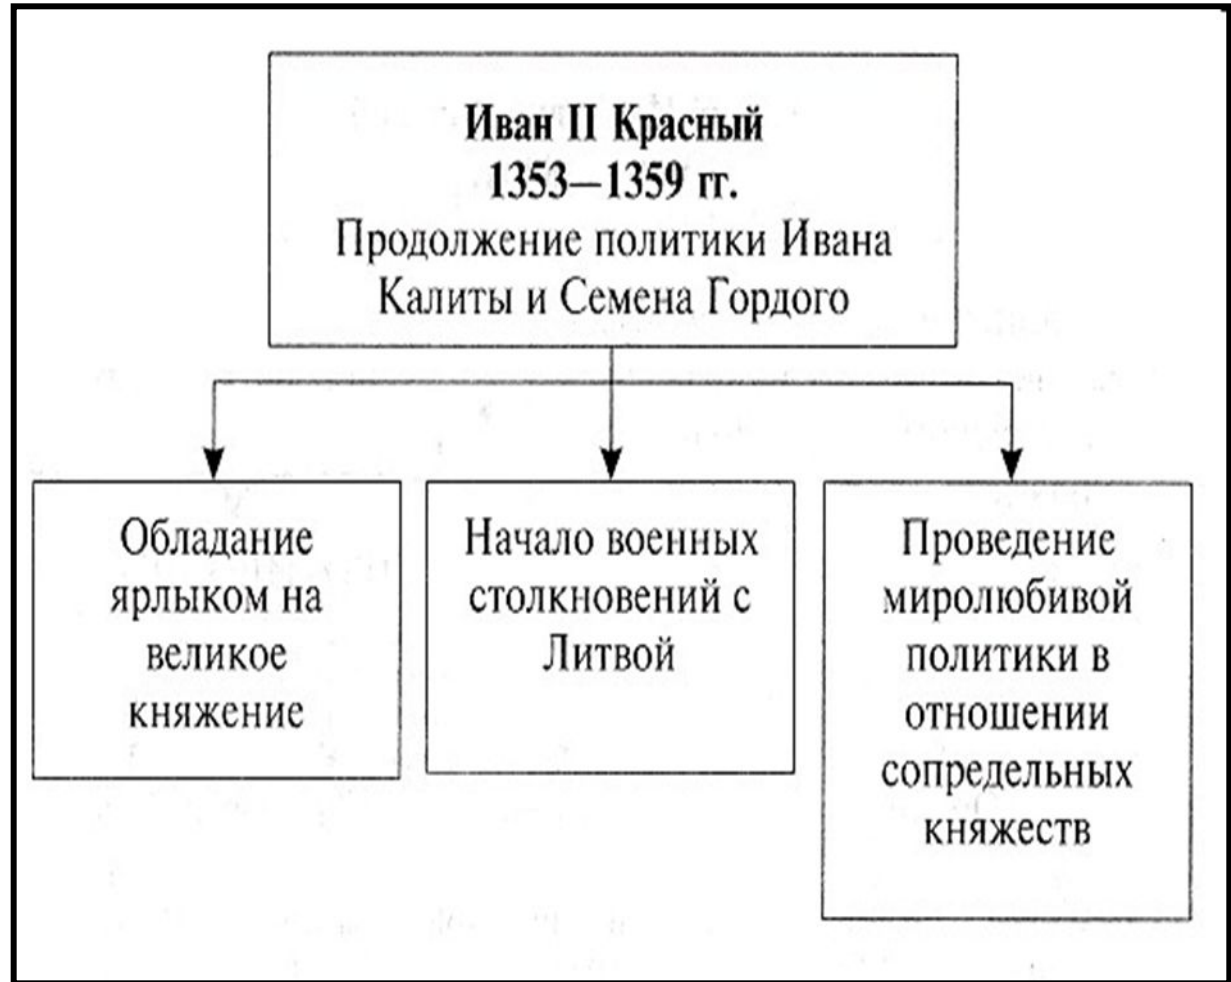 Иван II Красный
1353—1359 гг.
Продолжение политики Ивана
Калиты и Семена Гордого
Обладание
ярлыком на
великое
княжение
Начало военных
столкновений с
Литвой
Проведение
миролюбивой
политики в
отношении
сопредельных
княжеств